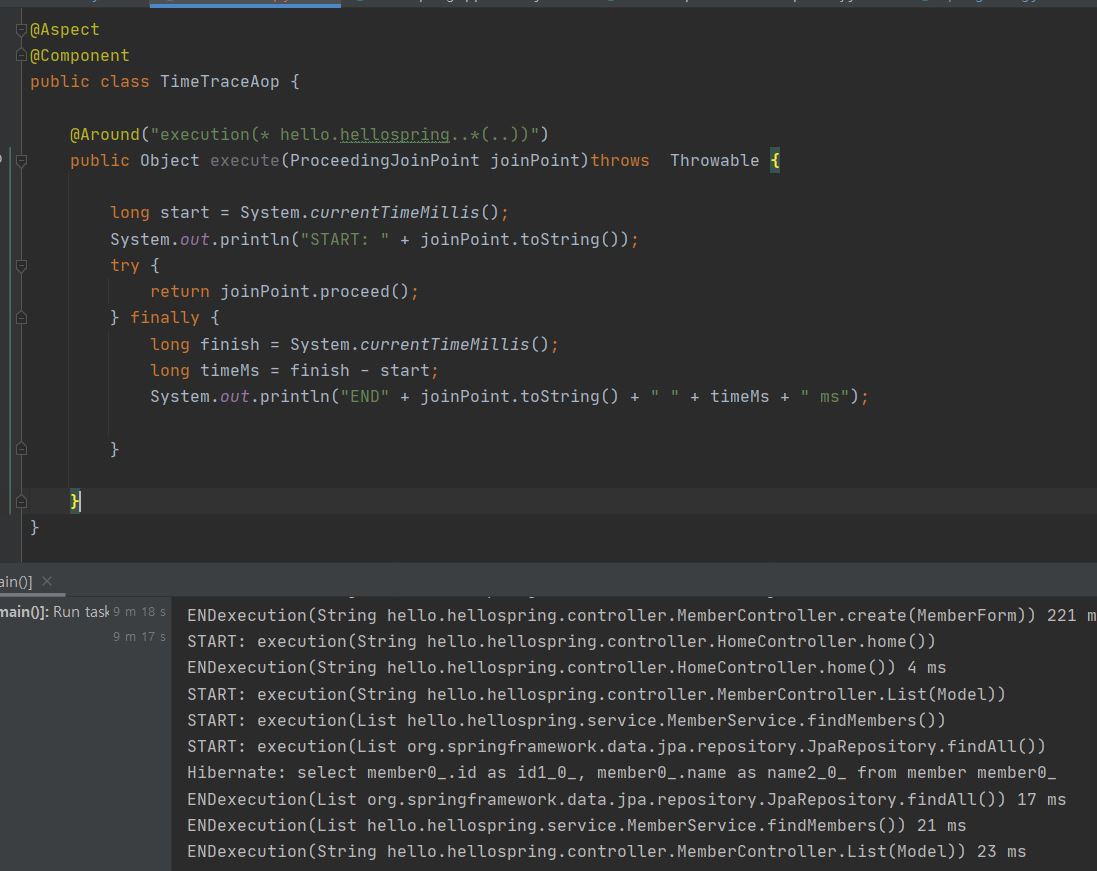 @Aspect
@Component
public class TimeTraceAop {
@Around("execution(* hello.hellospring..*(..))")
public Object execute(ProceedingJoinPoint joinPoint)throws  Throwable {
long start = System.currentTimeMillis();
System.out.println("START: " + joinPoint.toString());
try {
return joinPoint.proceed();
} finally {
long finish = System.currentTimeMillis();
long timeMs = finish - start;
System.out.println("END" + joinPoint.toString() + " " + timeMs + " ms");
}
}
}
ain()] ×
main()]: Run task 9 m 18 s
9 m 17 s
ENDexecution(String hello.hellospring.controller.MemberController.create(MemberForm)) 221 m
START: execution(String hello.hellospring.controller.HomeController.home())
ENDexecution(String hello.hellospring.controller.HomeController.home()) 4 ms
START: execution(String hello.hellospring.controller.MemberController.List(Model))
START: execution(List hello.hellospring.service.MemberService.findMembers())
START: execution(List org.springframework.data.jpa.repository.JpaRepository.findAll())
Hibernate: select member0_.id as id1_0_, member0_.name as name2_0_ from member member0_
ENDexecution(List org.springframework.data.jpa.repository.JpaRepository.findAll()) 17 ms
ENDexecution(List hello.hellospring.service.MemberService.findMembers()) 21 ms
ENDexecution(String hello.hellospring.controller.MemberController.List(Model)) 23 ms